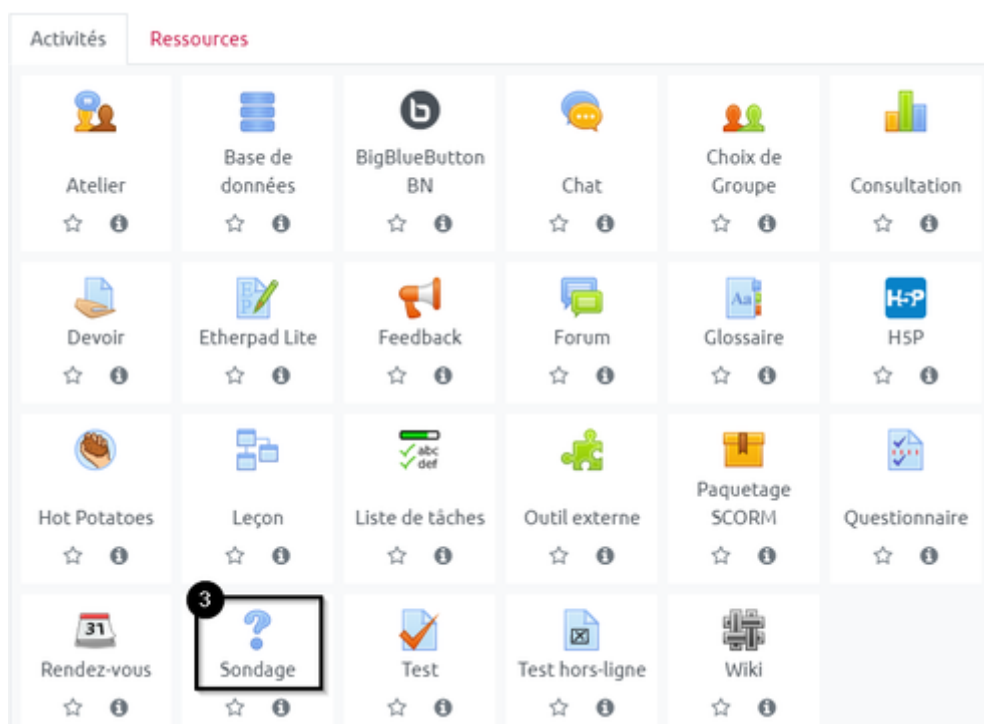 Activités Ressources
Base de BigBlueButton Choix de
Atelier données BN Chat Groupe Consultation
EP Aa H5P
Devoir Etherpad Lite Feedback Forum Glossaire H5P
abc
def
Paquetage
Hot Potatoes Leçon Liste de tâches Outil externe SCORM Questionnaire
3
31
Rendez-vous Sondage Test Test hors-ligne Wiki